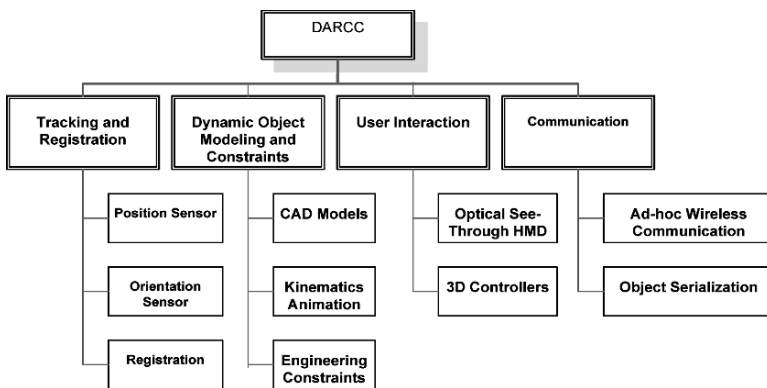 DARCC
Tracking and
Registration
Dynamic Object
Modeling and
Constraints
User Interaction
Communication
Position Sensor
CAD Models
Optical See-
Through HMD
Ad-hoc Wireless
Communication
Orientation
Sensor
Kinematics
Animation
3D Controllers
Object Serialization
Registration
Engineering
Constraints